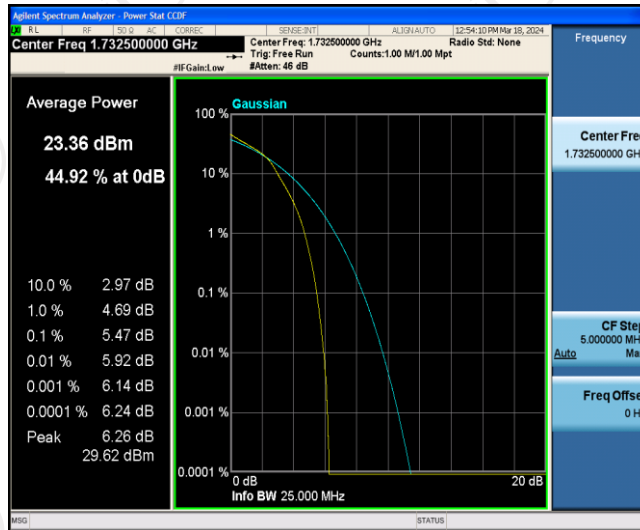 Agilent Spectrum Analyzer - Power Stat CCDF
RL RF 50 Ω AC CORREC SENSE:INT ALIGN AUTO 12:54:10 PM Mar 18, 2024
Center Freq 1.732500000 GHz
Center Freq: 1.732500000 GHz Radio Std: None
Trig: Free Run Counts:1.00 M/1.00 Mpt
#IFGain:Low #Atten: 46 dB
Frequency
Average Power
23.36 dBm
44.92 % at 0dB
10.0 % 2.97 dB
1.0 % 4.69 dB
0.1 % 5.47 dB
0.01 % 5.92 dB
0.001 % 6.14 dB
0.0001 % 6.24 dB
Peak 6.26 dB
29.62 dBm
Gaussian
100 %
10 %
1 %
0.1 %
0.01 %
0.001 %
0.0001 %
0 dB 20 dB
Info BW 25.000 MHz
Center Fre
1.732500000 GH
CF Step
5.000000 MH
Auto Ma
Freq Offse
0 H
MSG STATUS